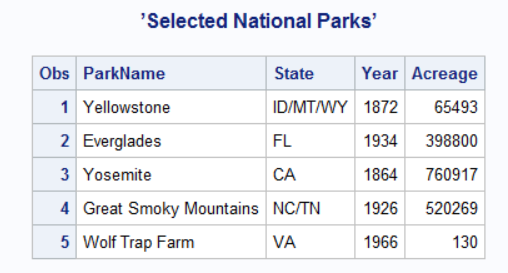 ’Selected National Parks’
Obs ParkName State Year Acreage
1 Yellowstone ID/MT/WY 1872 65493
2 Everglades FL 1934 398800
3 Yosemite CA 1864 760917
4 Great Smoky Mountains NC/TN 1926 520269
5 Wolf Trap Farm VA 1966 130